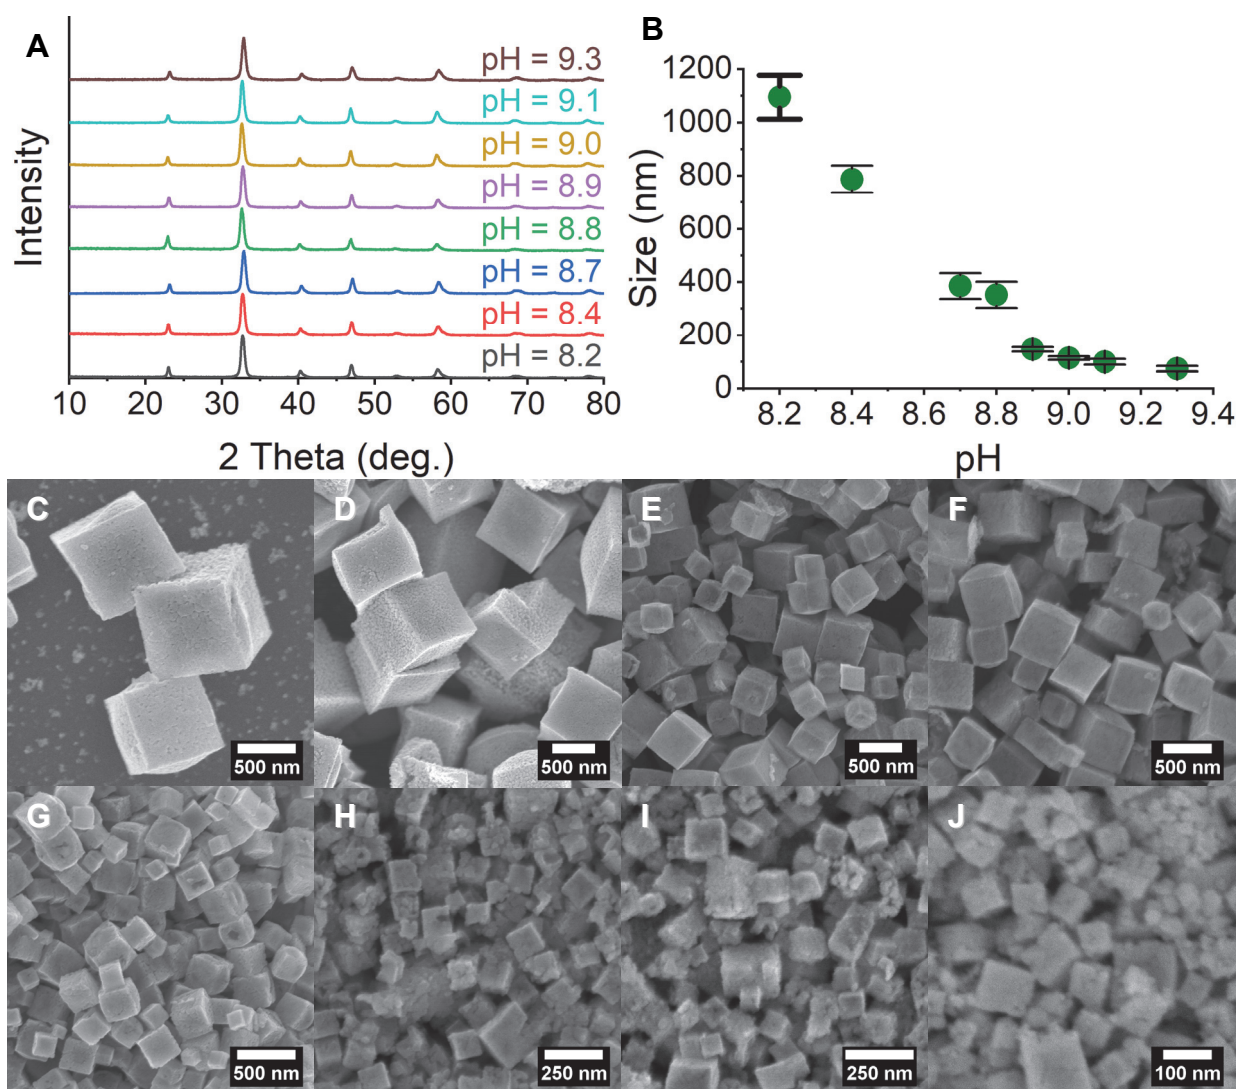 A
pH = 9.3
pH = 9.1
pH = 9.0
pH = 8.9
pH = 8.8
pH = 8.7
pH = 8.4
pH = 8.2
Intensity
10 20 30 40 50 60 70 80
2 Theta (deg.)
B
1200
1000
800
600
400
200
0
Size (nm)
8.2 8.4 8.6 8.8 9.0 9.2 9.4
pH
C
500 nm
D
500 nm
E
500 nm
F
500 nm
G
500 nm
H
250 nm
I
250 nm
J
100 nm